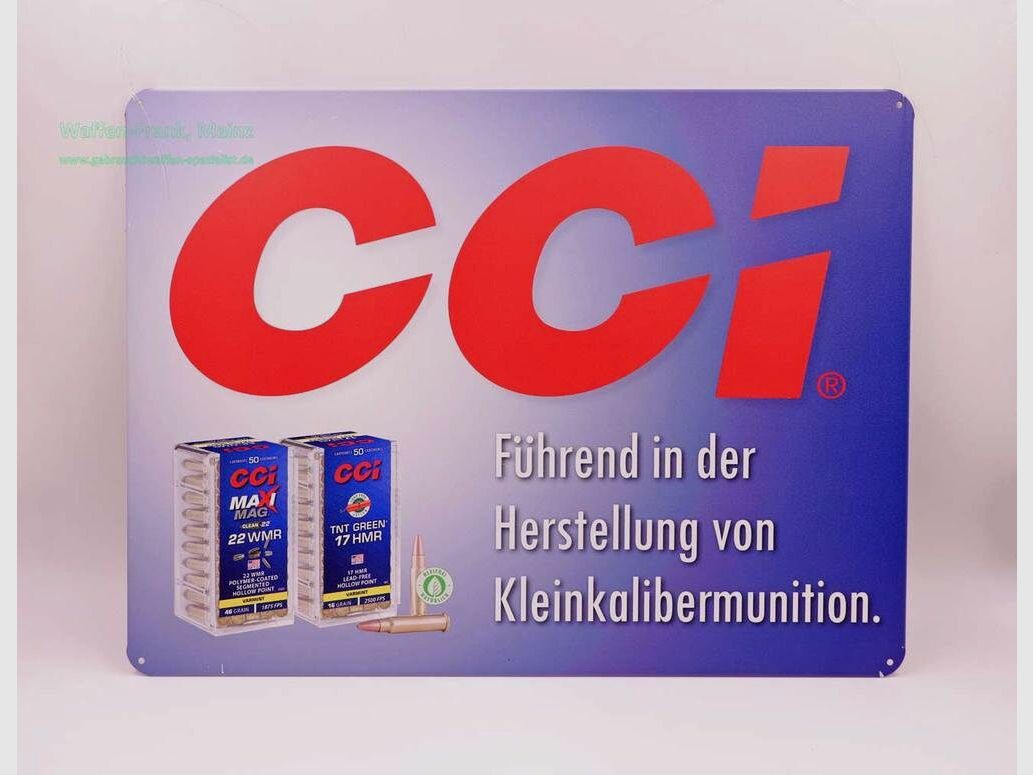 Waffen-Frank, Mainz
www.gebrauchtwaffen-spezialist.de
CCi
®
Führend in der
Herstellung von
Kleinkalibermunition.
50
CCi
MAXI
MAG
CLEAN-22
22 WMR
22 WMR
POLYMER-COATED
SEGMENTED
HOLLOW POINT
VARMINT
46 GRAIN
1875 FPS
50
CCi
TNT GREEN
17 HMR
17 HMR
LEAD-FREE
HOLLOW POINT
VARMINT
16 GRAIN
2500 FPS